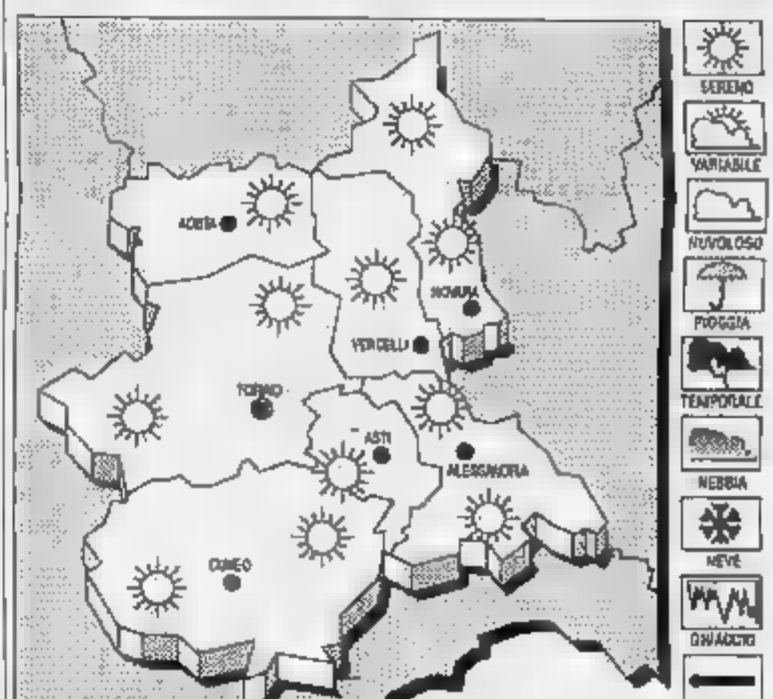 SERENO
VARIABILE
NUVOLOSO
PIOGGIA
TEMPORALE
NEBBIA
NEVE
GHIACCIO
AOSTA
NOVARA
VERCELLI
TORINO
ASTI
ALESSANDRIA
CUNEO